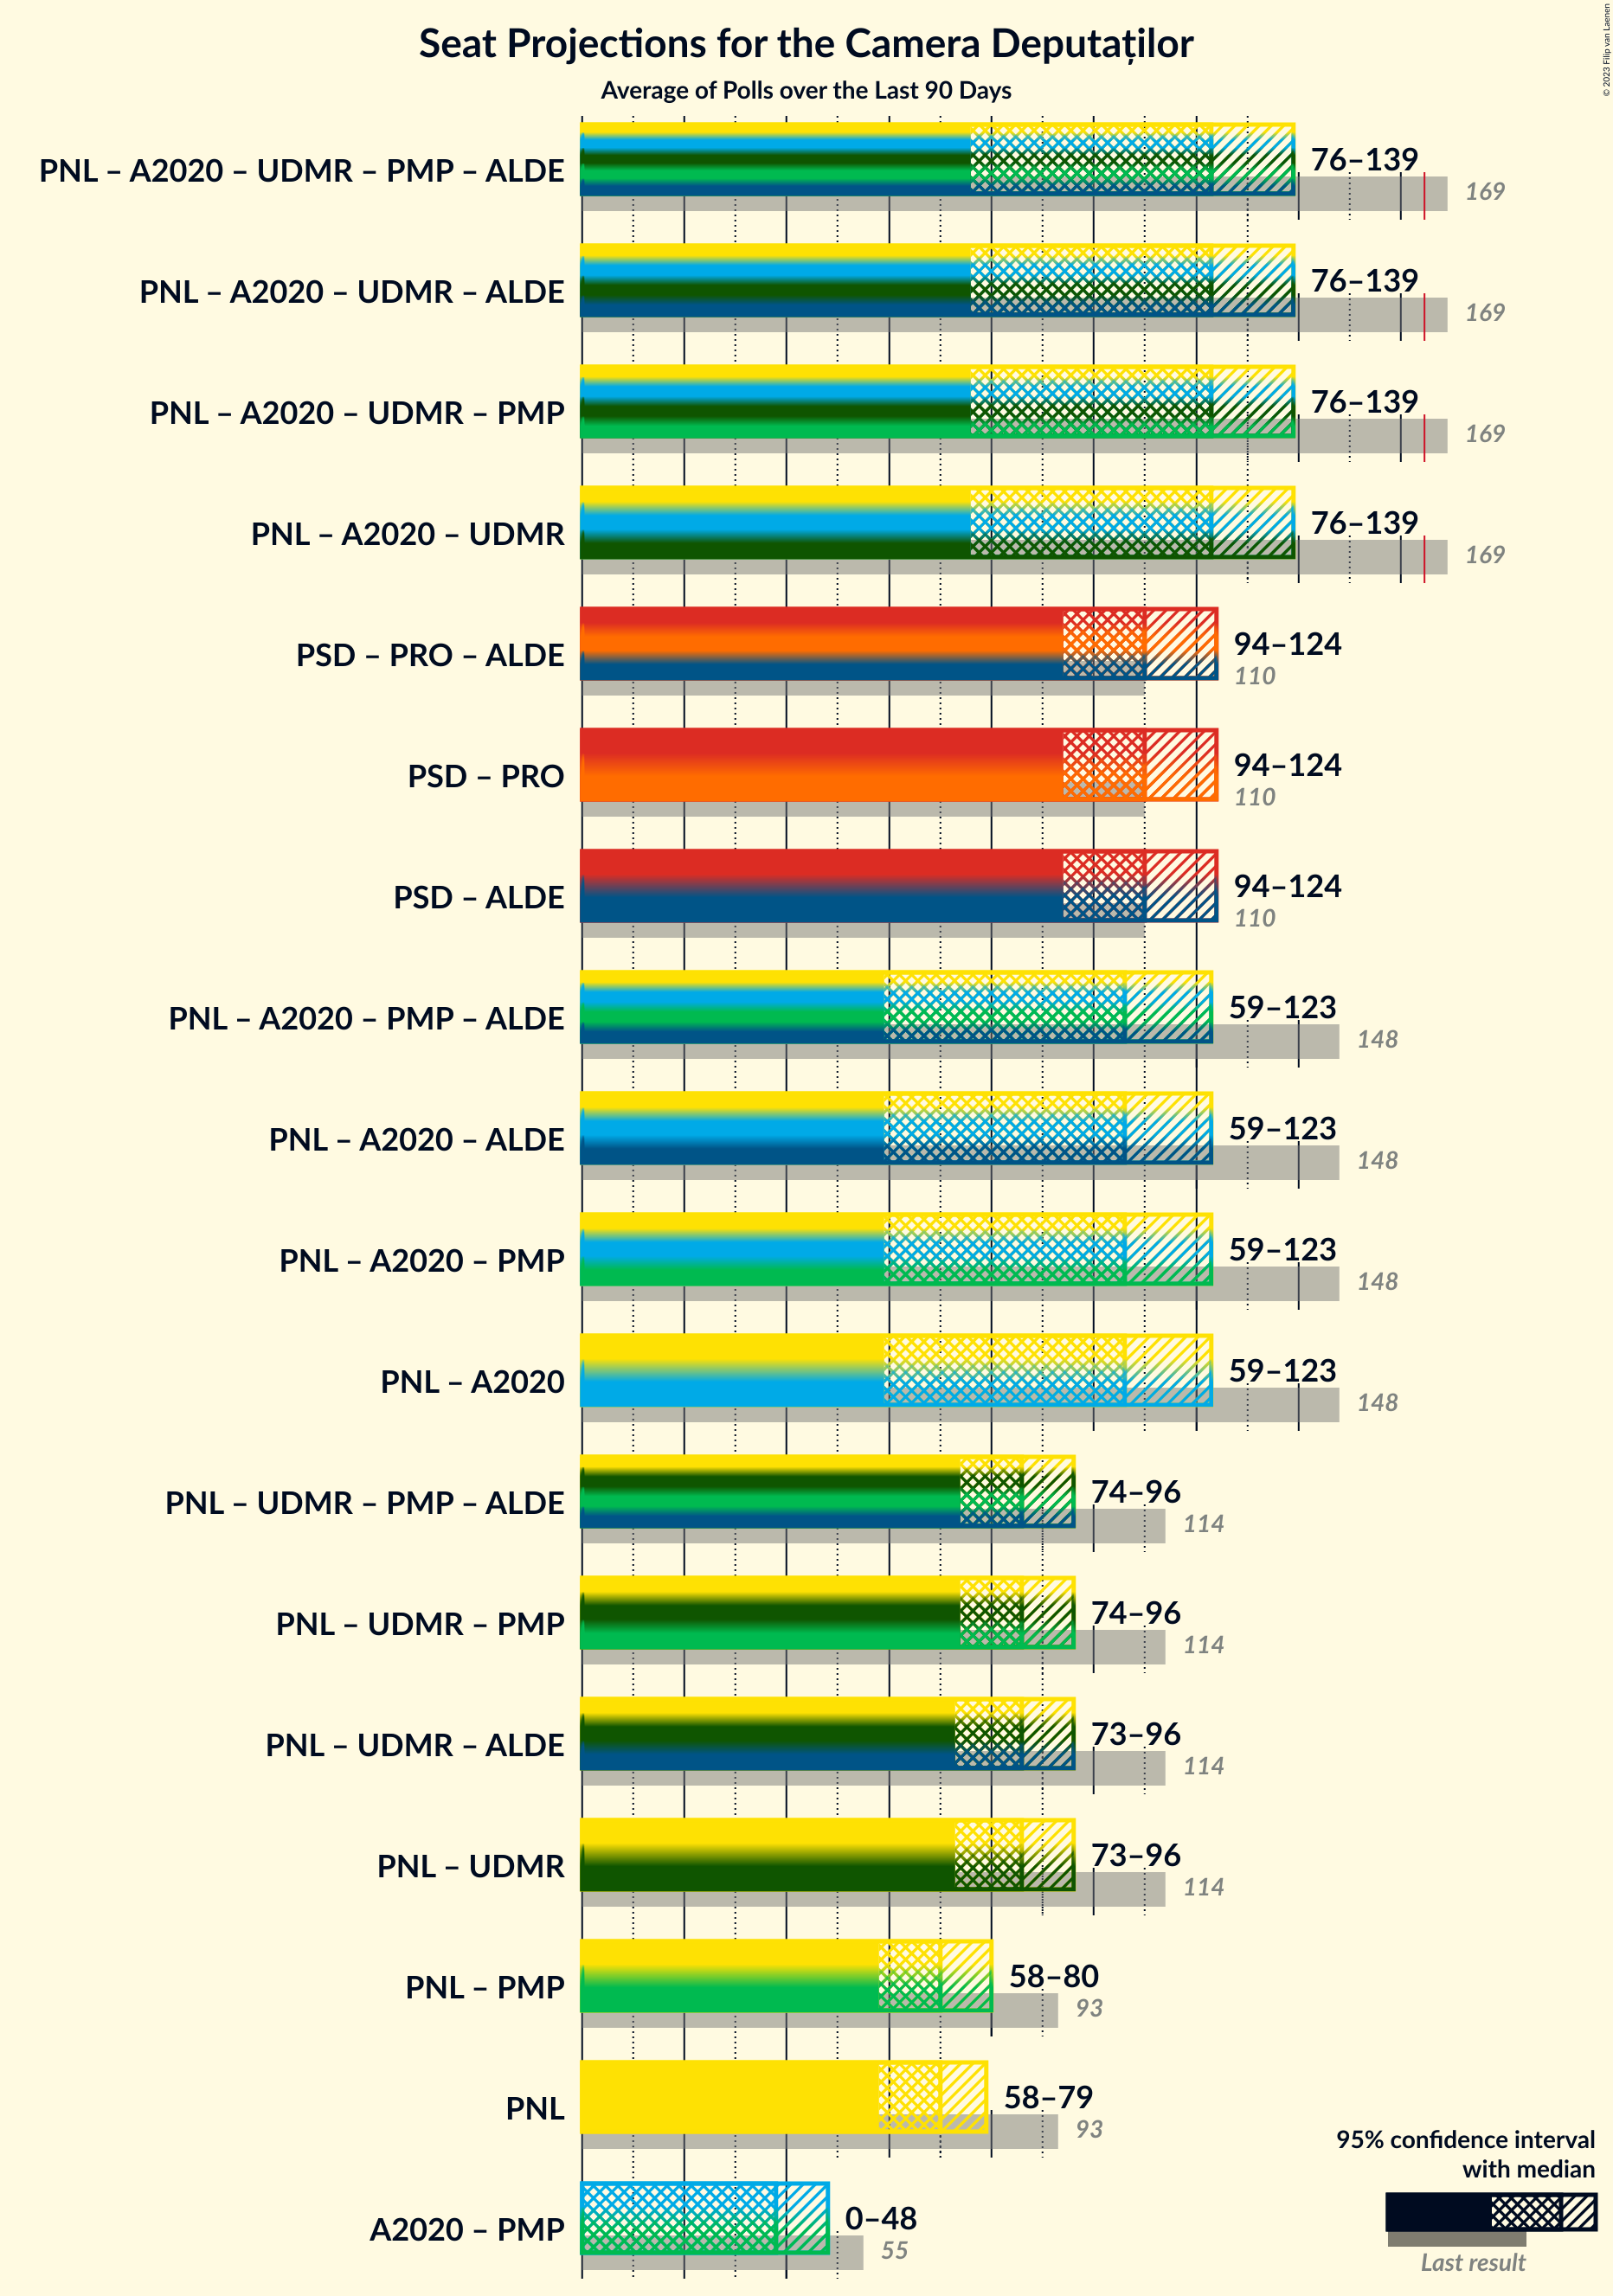 Seat Projections for the Camera Deputaților
Average of Polls over the Last 90 Days
© 2023 Filip van Laenen
PNL – A2020 – UDMR – PMP – ALDE
76–139
169
PNL – A2020 – UDMR – ALDE
76–139
169
PNL – A2020 – UDMR – PMP
76–139
169
PNL – A2020 – UDMR
76–139
169
PSD – PRO – ALDE
94–124
110
PSD – PRO
94–124
110
PSD – ALDE
94–124
110
PNL – A2020 – PMP – ALDE
59–123
148
PNL – A2020 – ALDE
59–123
148
PNL – A2020 – PMP
59–123
148
PNL – A2020
59–123
148
PNL – UDMR – PMP – ALDE
74–96
114
PNL – UDMR – PMP
74–96
114
PNL – UDMR – ALDE
73–96
114
PNL – UDMR
73–96
114
PNL – PMP
58–80
93
PNL
58–79
93
A2020 – PMP
0–48
55
95% confidence interval
with median
Last result